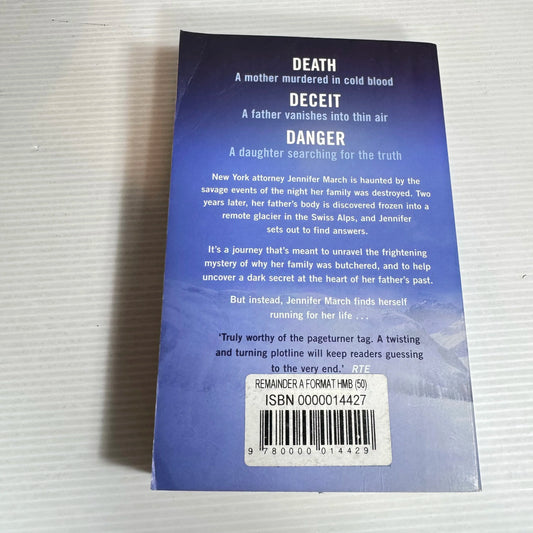 DEATH
A mother murdered in cold blood
DECEIT
A father vanishes into thin air
DANGER
A daughter searching for the truth
New York attorney Jennifer March is haunted by the
savage events of the night her family was destroyed. Two
years later, her father's body is discovered frozen into a
remote glacier in the Swiss Alps, and Jennifer
sets out to find answers.
It's a journey that's meant to unravel the frightening
mystery of why her family was butchered, and to help
uncover a dark secret at the heart of her father's past.
But instead, Jennifer March finds herself
running for her life . . .
'Truly worthy of the pageturner tag. A twisting
and turning plotline will keep readers guessing
to the very end.' RTE
REMAINDER A FORMAT HMB (50)
ISBN 0000014427
9 780000 014429